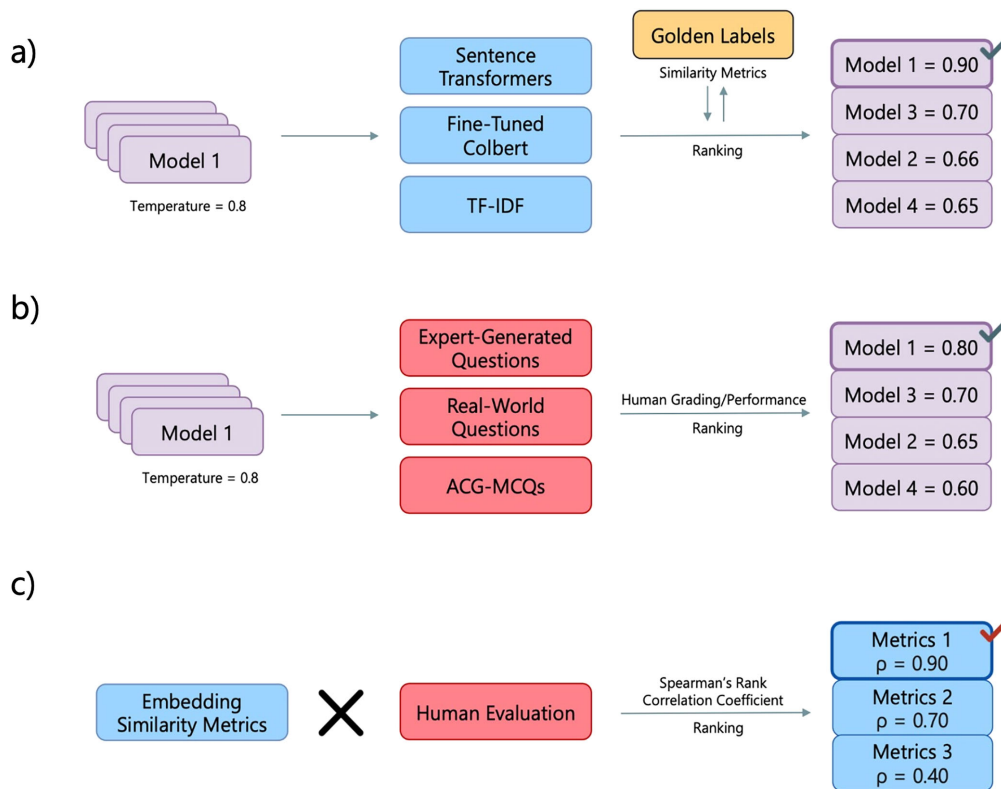 a)
Model 1
Temperature = 0.8
Sentence
Transformers
Fine-Tuned
Colbert
TF-IDF
Golden Labels
Similarity Metrics
Ranking
Model 1 = 0.90
Model 3 = 0.70
Model 2 = 0.66
Model 4 = 0.65
b)
Model 1
Temperature = 0.8
Expert-Generated
Questions
Real-World
Questions
ACG-MCQs
Human Grading/Performance
Ranking
Model 1 = 0.80
Model 3 = 0.70
Model 2 = 0.65
Model 4 = 0.60
c)
Embedding
Similarity Metrics
Human Evaluation
Spearman's Rank
Correlation Coefficient
Ranking
Metrics 1
ρ = 0.90
Metrics 2
ρ = 0.70
Metrics 3
ρ = 0.40